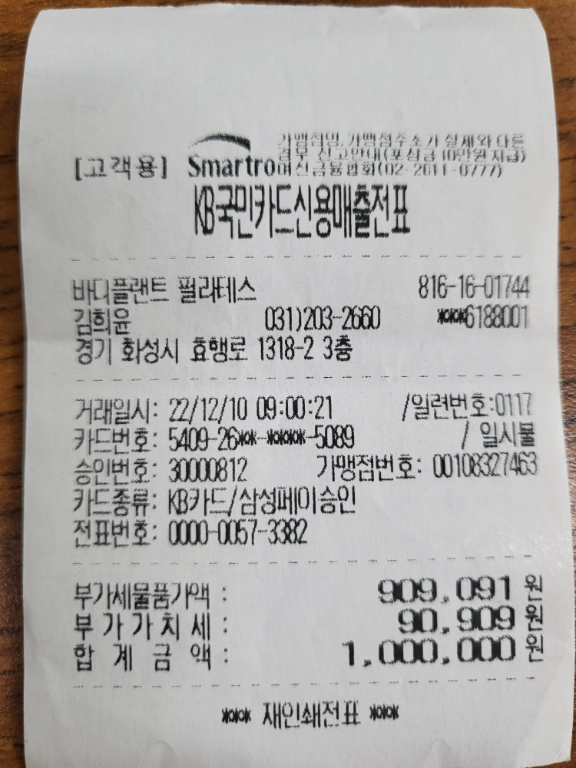 가맹점명, 가맹점주소가 실제와 다른
경우 신고안내(포상금 10만원 지급)
[고객용] Smartro 여신금융협회(02-2011-0777)
KB국민카드신용매출전표
바디플랜트 필라테스 816-16-01744
김희윤 031)203-2660 ***6188001
경기 화성시 효행로 1318-2 3층
거래일시: 22/12/10 09:00:21 /일련번호:0117
카드번호: 5409-26**-****-5089 / 일시불
승인번호: 30000812 가맹점번호: 00108327463
카드종류: KB카드/삼성페이승인
전표번호: 0000-0057-3382
부가세물품가액 : 909,091 원
부 가 가 치 세 : 90,909 원
합 계 금 액 : 1,000,000 원
*** 재인쇄전표 ***